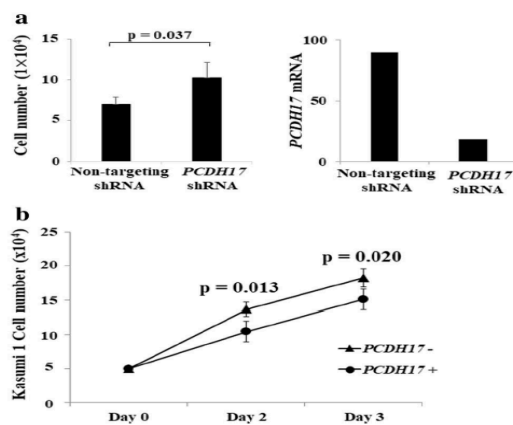 a
p = 0.037
Cell number (1×10⁴)
15
10
5
0
Non-targeting
shRNA
PCDH17
shRNA
PCDH17 mRNA
100
50
0
Non-targeting
shRNA
PCDH17
shRNA
b
Kasumi 1 Cell number (x10⁴)
25
20
15
10
5
0
p = 0.013
p = 0.020
PCDH17 -
PCDH17 +
Day 0
Day 2
Day 3